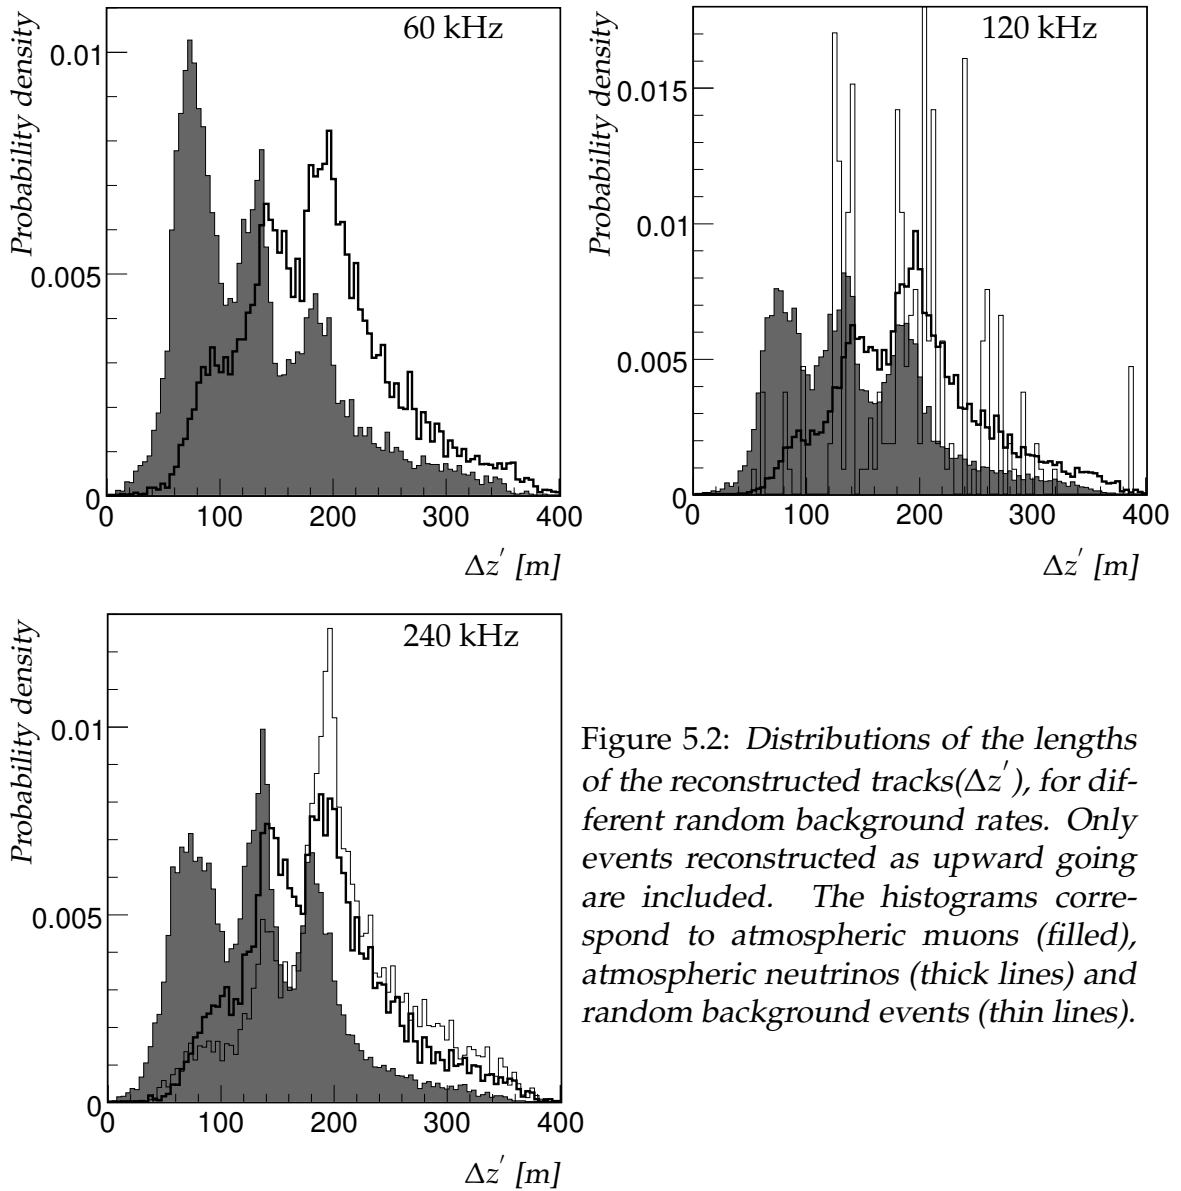 60 kHz
Probability density
0.01
0.005
0
0 100 200 300 400
Δz′ [m]
120 kHz
Probability density
0.015
0.01
0.005
0
0 100 200 300 400
Δz′ [m]
240 kHz
Probability density
0.01
0.005
0
0 100 200 300 400
Δz′ [m]
Figure 5.2: Distributions of the lengths
of the reconstructed tracks(Δz′), for dif-
ferent random background rates. Only
events reconstructed as upward going
are included. The histograms corre-
spond to atmospheric muons (filled),
atmospheric neutrinos (thick lines) and
random background events (thin lines).